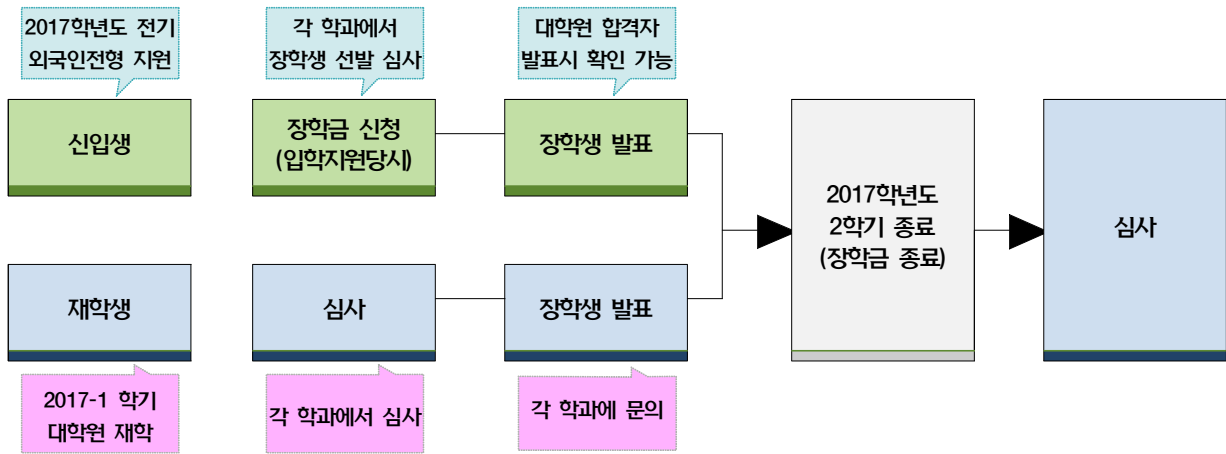 2017학년도 전기
외국인전형 지원
각 학과에서
장학생 선발 심사
대학원 합격자
발표시 확인 가능
신입생
장학금 신청
(입학지원당시)
장학생 발표
2017학년도
2학기 종료
(장학금 종료)
심사
재학생
심사
장학생 발표
2017-1 학기
대학원 재학
각 학과에서 심사
각 학과에 문의